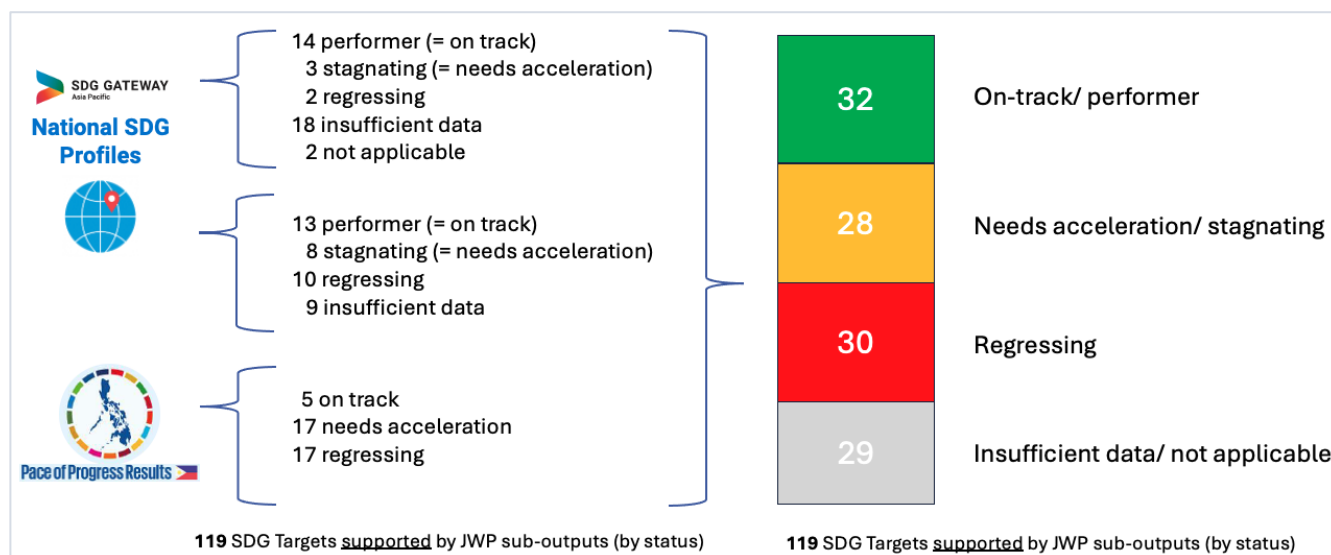 SDG GATEWAY
Asia Pacific
National SDG
Profiles
14 performer (= on track)
3 stagnating (= needs acceleration)
2 regressing
18 insufficient data
2 not applicable
13 performer (= on track)
8 stagnating (= needs acceleration)
10 regressing
9 insufficient data
Pace of Progress Results
5 on track
17 needs acceleration
17 regressing
119 SDG Targets supported by JWP sub-outputs (by status)
32 On-track/ performer
28 Needs acceleration/ stagnating
30 Regressing
29 Insufficient data/ not applicable
119 SDG Targets supported by JWP sub-outputs (by status)